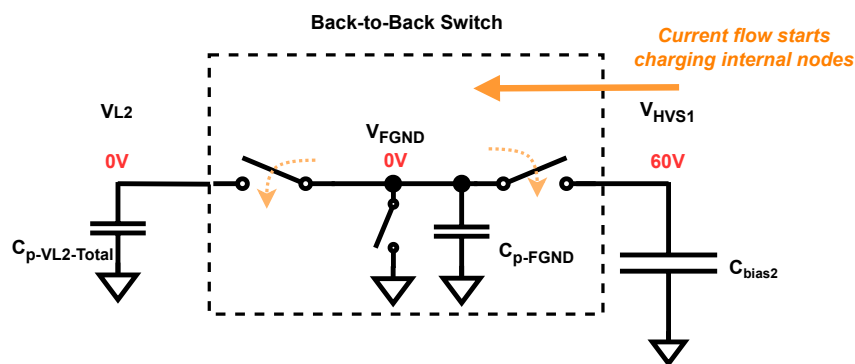 Back-to-Back Switch
Current flow starts
charging internal nodes
VL2
VFGND
VHVS1
0V
0V
60V
Cp-VL2-Total
Cp-FGND
Cbias2